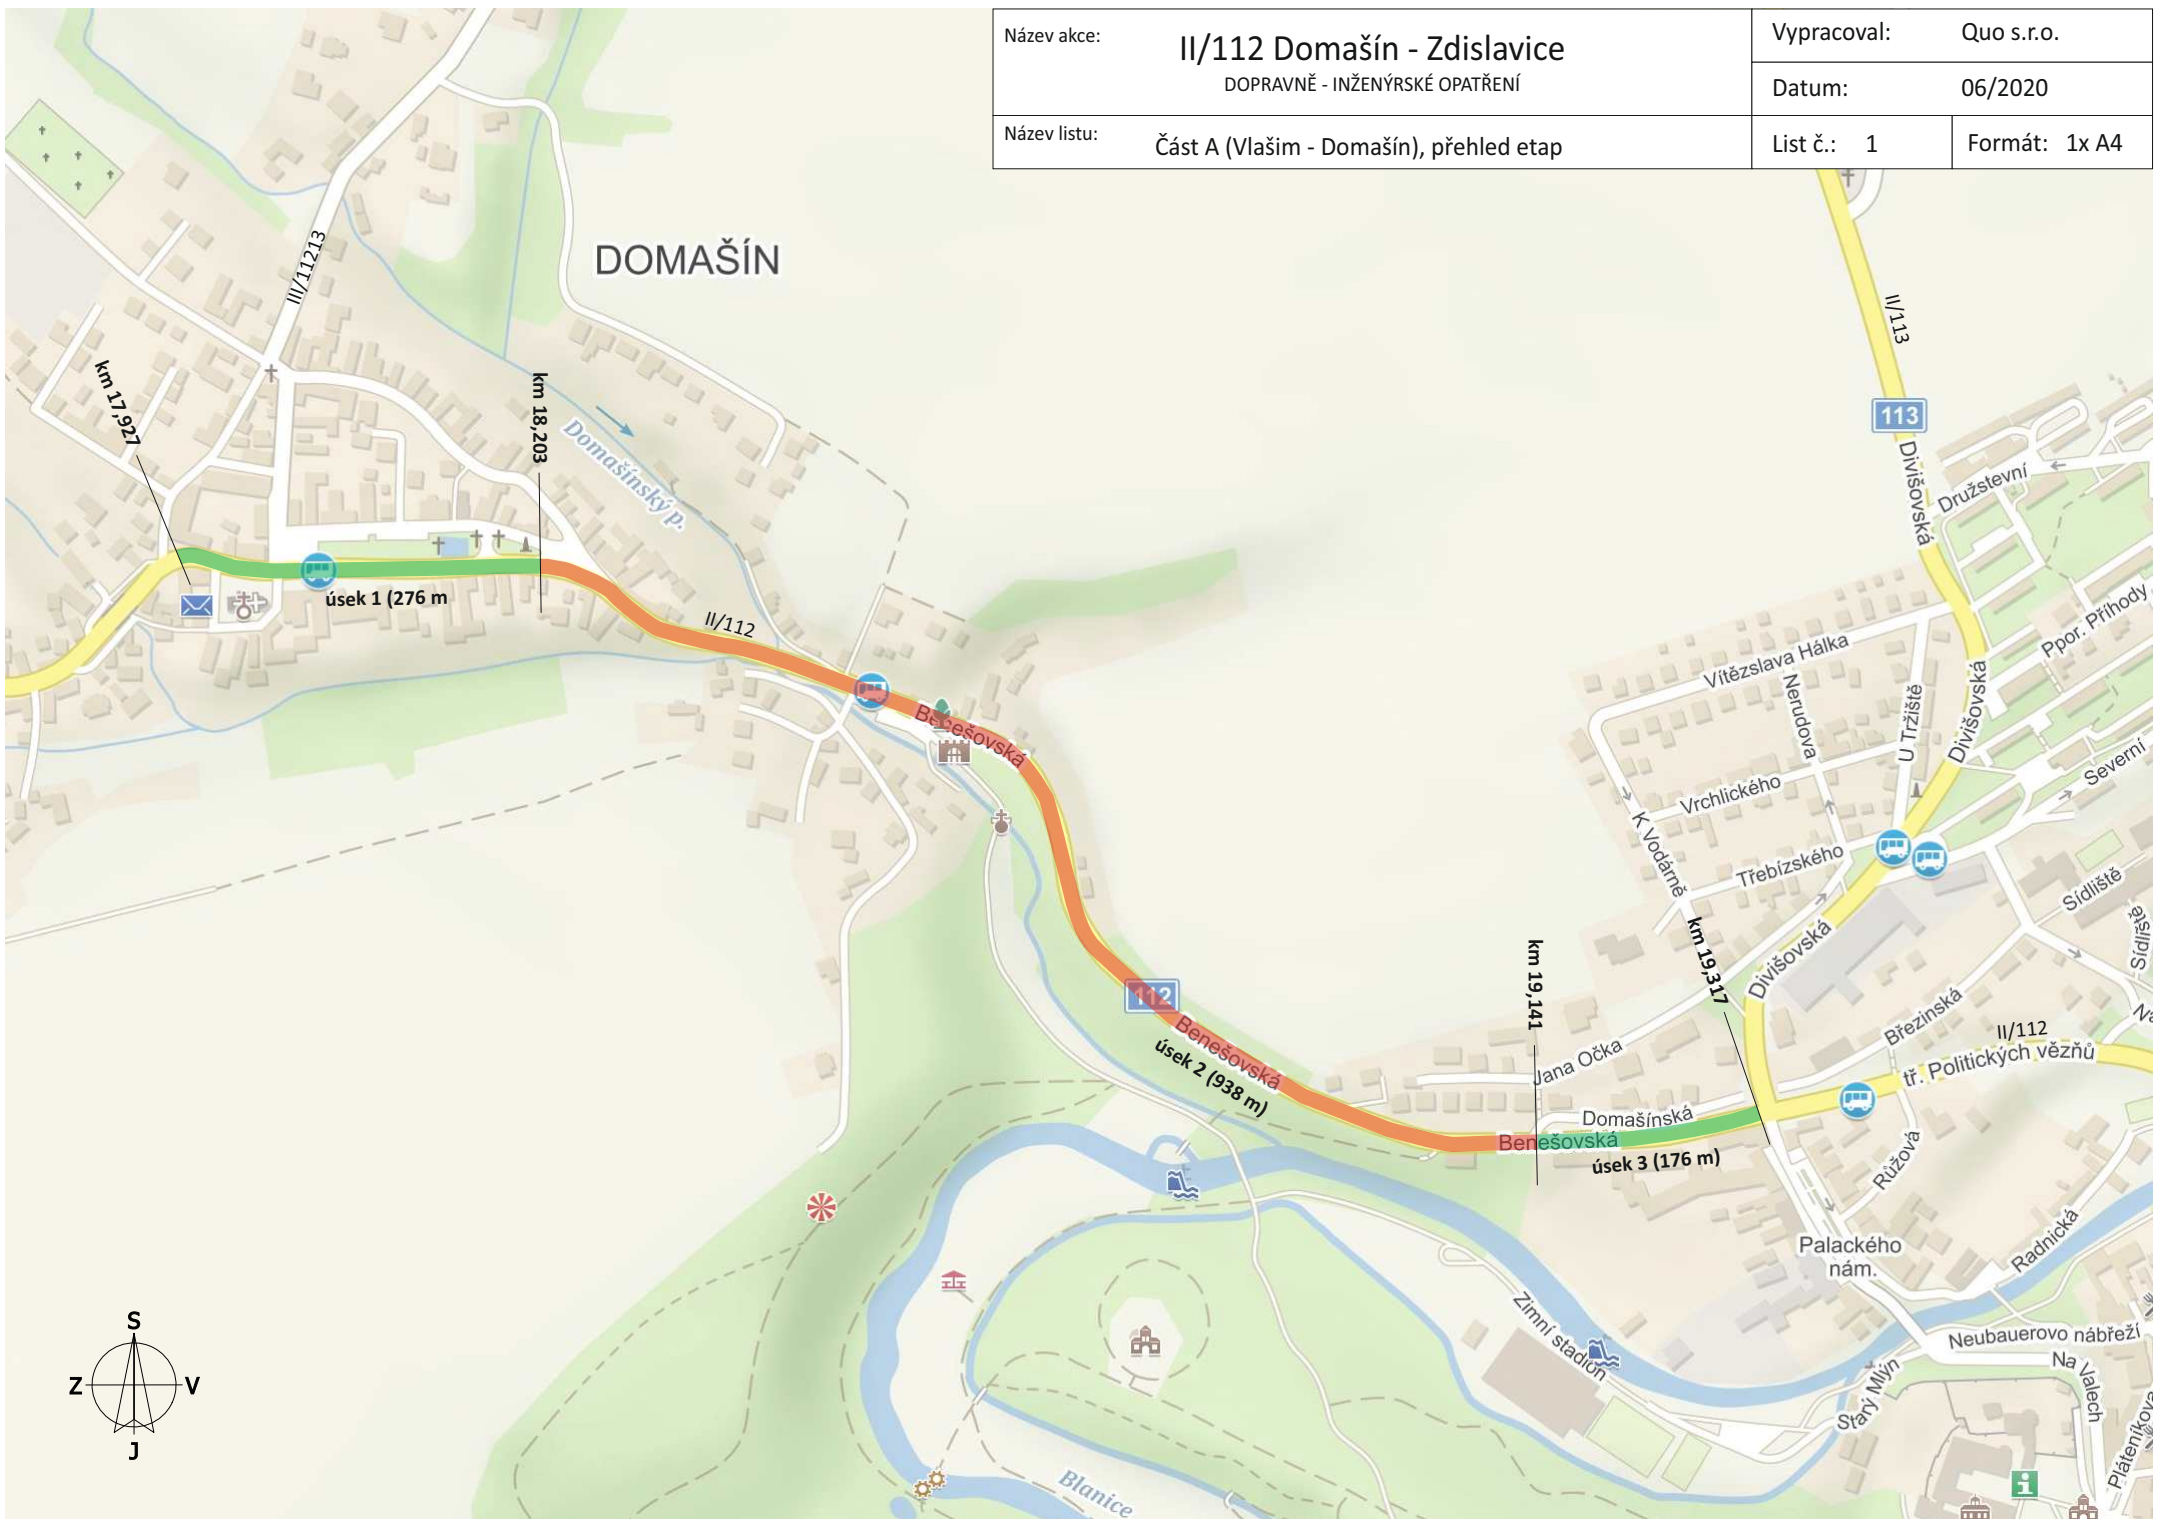 Název akce:
II/112 Domašín - Zdislavice
DOPRAVNĚ - INŽENÝRSKÉ OPATŘENÍ
Vypracoval: Quo s.r.o.
Datum: 06/2020
Název listu:
Část A (Vlašim - Domašín), přehled etap
List č.: 1
Formát: 1x A4
DOMAŠÍN
III/11213
II/113
113
km 17,927
km 18,203
Domašínský p.
Divišovská
Družstevní
úsek 1 (276 m
II/112
Ppor. Příhody
Vítězslava Hálka
Nerudova
U Tržiště
Divišovská
Benešovská
Severní
Vrchlického
K Vodárně
Třebízského
Sídliště
Sídliště
km 19,317
Divišovská
km 19,141
112
Benešovská
úsek 2 (938 m)
Březinská
II/112
tř. Politických vězňů
Jana Očka
Domašínská
Benešovská
úsek 3 (176 m)
Růžová
Radnická
Palackého
nám.
Zimní stadion
Neubauerovo nábřeží
Na Valech
Starý Mlýn
Pláteníkova
Blanice
S
Z V
J